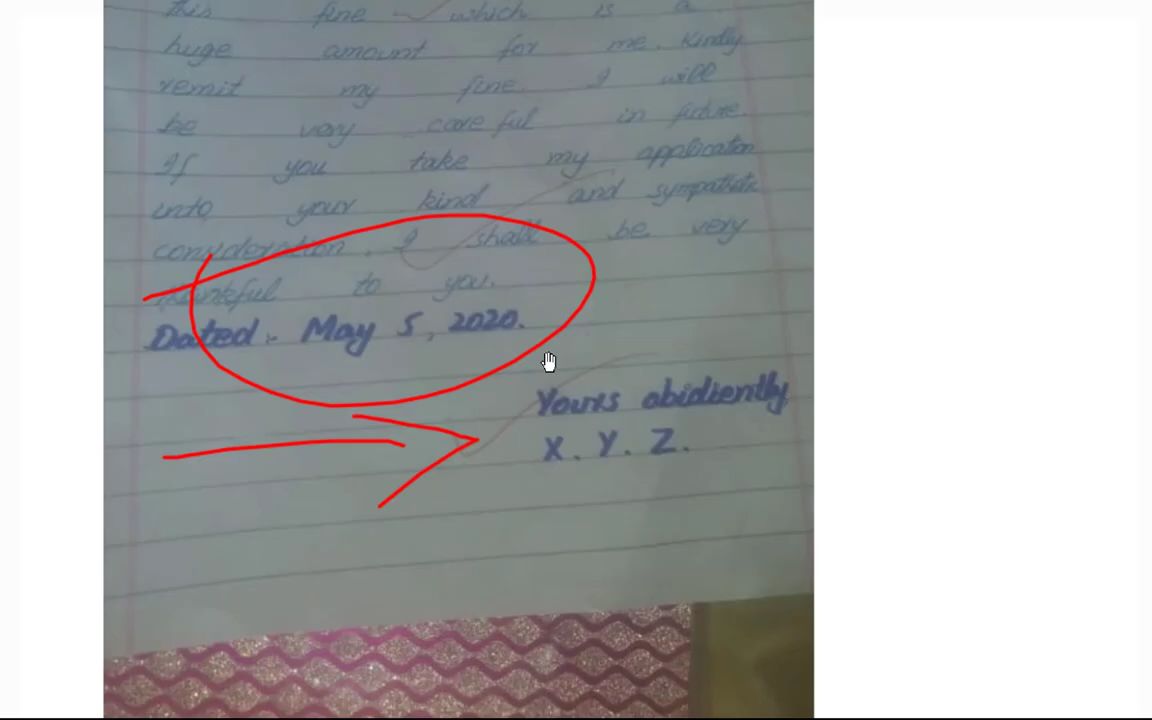 this fine which is a
huge amount for me. Kindly
remit my fine. I will
be very careful in future.
If you take my application
into your kind and sympathetic
consideration, I shall be very
thankful to you.
Dated:- May 5, 2020.
Yours abidiently
X. Y. Z.